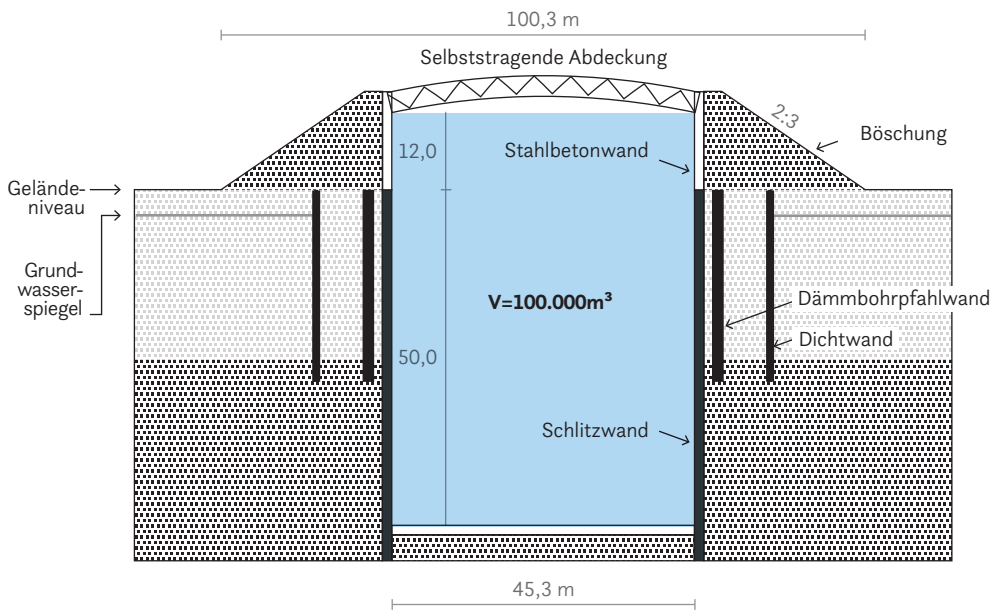 100,3 m
Selbststragende Abdeckung
2:3
12,0
Stahlbetonwand
Böschung
Gelände-
niveau
Grund-
wasser-
spiegel
V=100.000m³
Dämmbohrpfahlwand
Dichtwand
50,0
Schlitzwand
45,3 m